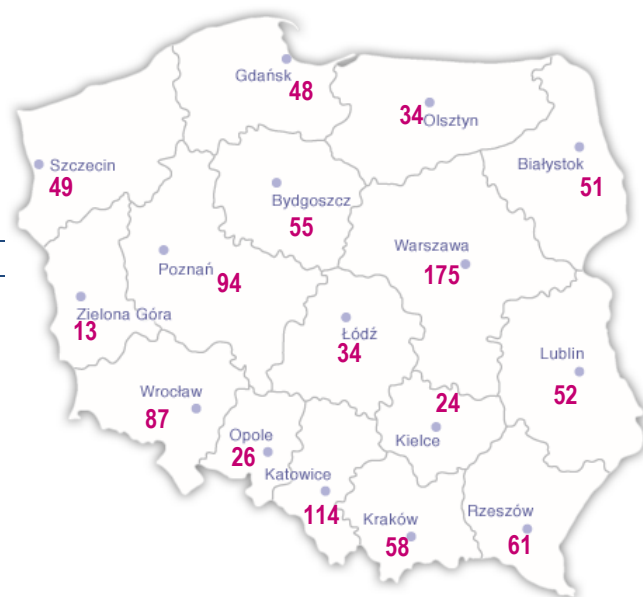 Gdańsk
48
34
Olsztyn
Szczecin
49
Białystok
51
Bydgoszcz
55
Warszawa
175
Poznań
94
Zielona Góra
13
Łódź
34
Lublin
52
Wrocław
87
24
Kielce
Opole
26
Katowice
114
Kraków
58
Rzeszów
61